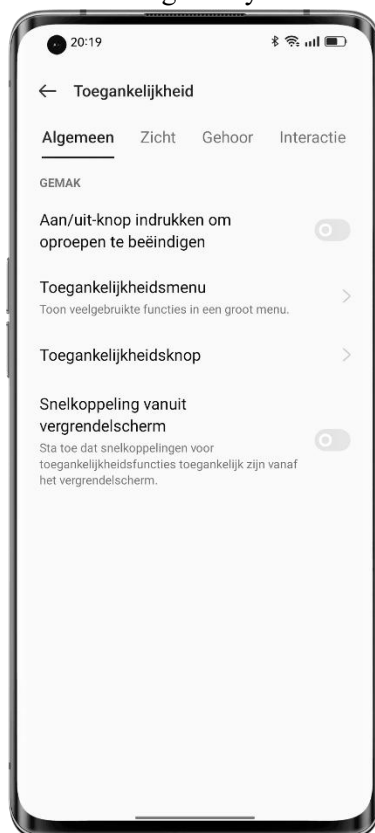 20:19
Toegankelijkheid
Algemeen Zicht Gehoor Interactie
GEMAK
Aan/uit-knop indrukken om
oproepen te beëindigen
Toegankelijkheidsmenu
Toon veelgebruikte functies in een groot menu.
Toegankelijkheidsknop
Snelkoppeling vanuit
vergrendelscherm
Sta toe dat snelkoppelingen voor
toegankelijkheidsfuncties toegankelijk zijn vanaf
het vergrendelscherm.